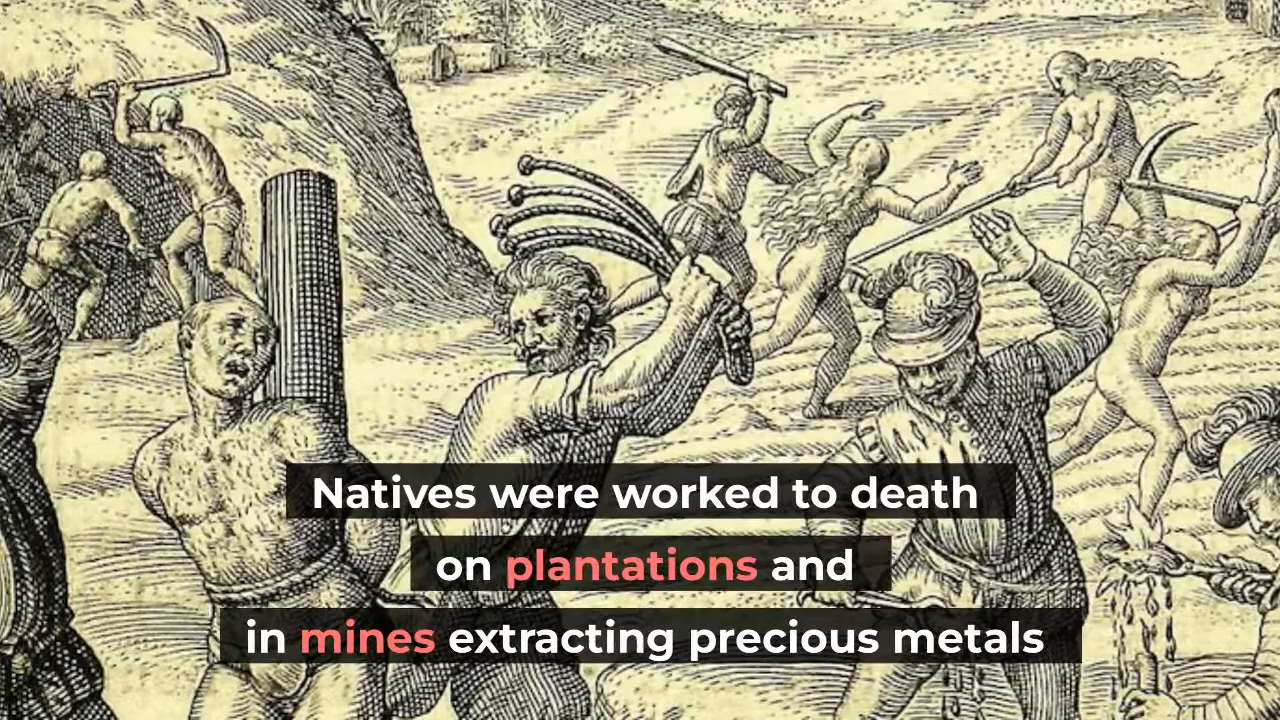 Natives were worked to death
on plantations and
in mines extracting precious metals